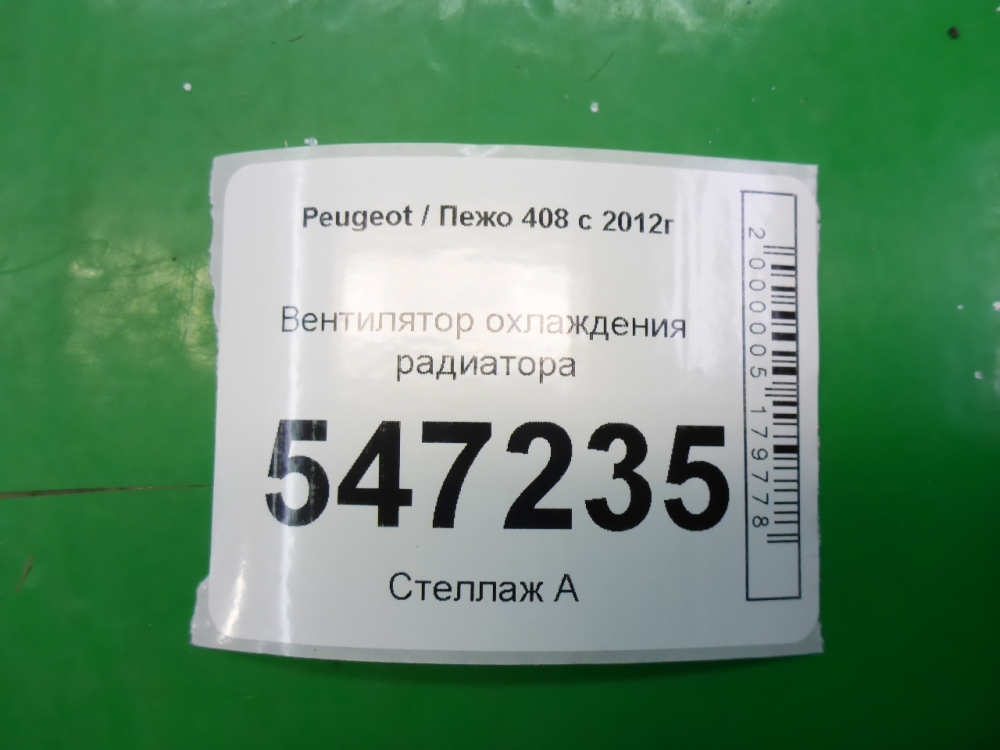 Peugeot / Пежо 408 с 2012г
Вентилятор охлаждения
радиатора
547235
Стеллаж А
2000005179778